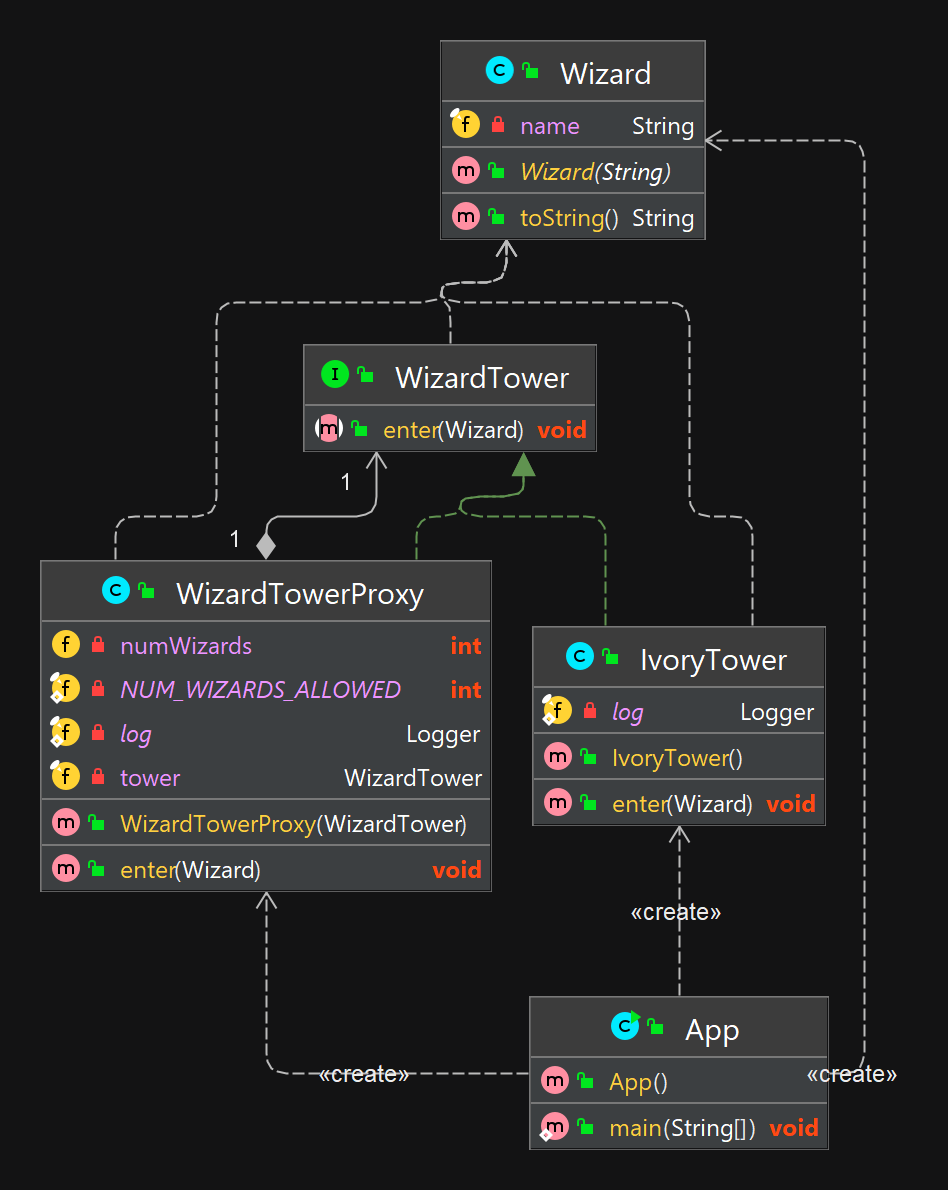 Wizard
name String
Wizard(String)
toString() String
WizardTower
enter(Wizard) void
1
1
WizardTowerProxy
numWizards int
NUM_WIZARDS_ALLOWED int
log Logger
tower WizardTower
WizardTowerProxy(WizardTower)
enter(Wizard) void
IvoryTower
log Logger
IvoryTower()
enter(Wizard) void
«create»
App
App()
main(String[]) void
«create»
«create»